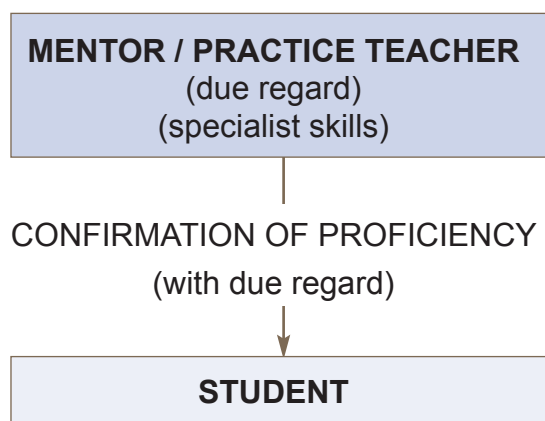 MENTOR / PRACTICE TEACHER
(due regard)
(specialist skills)
CONFIRMATION OF PROFICIENCY
(with due regard)
STUDENT